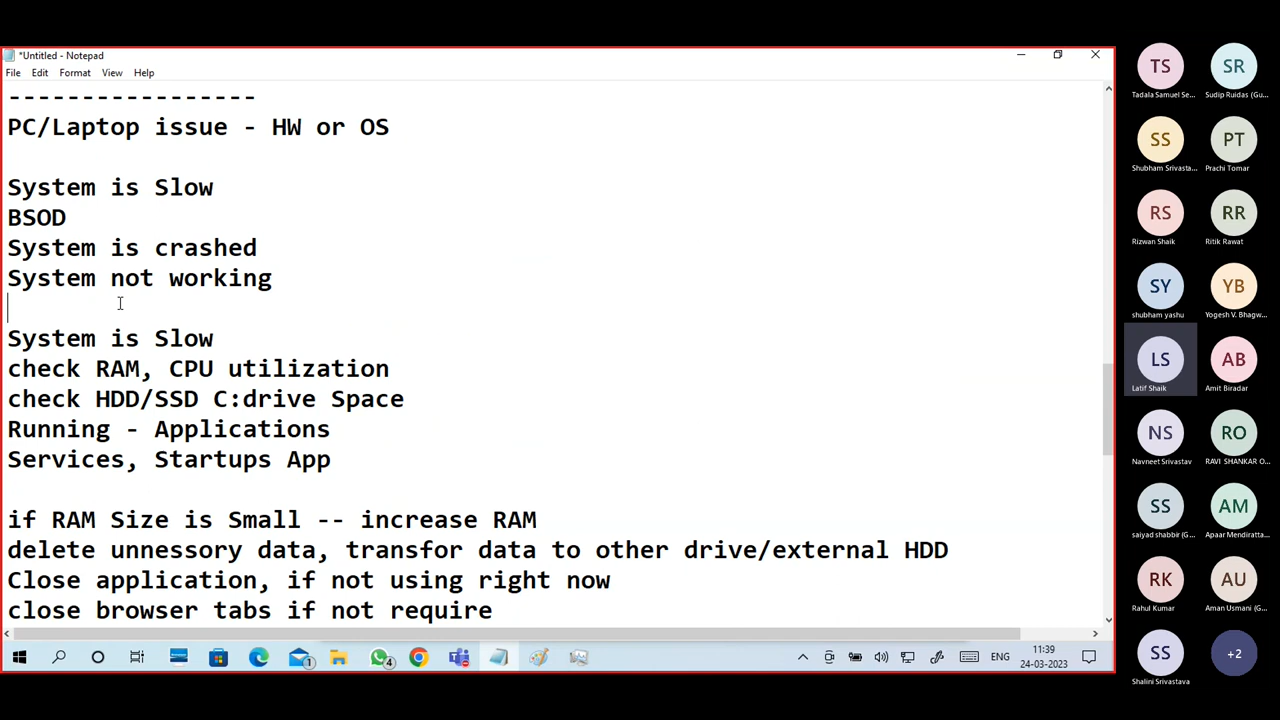 *Untitled - Notepad
File Edit Format View Help
-----------------
PC/Laptop issue - HW or OS
System is Slow
BSOD
System is crashed
System not working
System is Slow
check RAM, CPU utilization
check HDD/SSD C:drive Space
Running - Applications
Services, Startups App
if RAM Size is Small -- increase RAM
delete unnessory data, transfor data to other drive/external HDD
Close application, if not using right now
close browser tabs if not require
1
4
ENG
11:39
24-03-2023
TS SR
Tadala Samuel Se... Sudip Ruidas (Gu...
SS PT
Shubham Srivasta... Prachi Tomar
RS RR
Rizwan Shaik Ritik Rawat
SY YB
shubham yashu Yogesh V. Bhagw...
LS AB
Latif Shaik Amit Biradar
NS RO
Navneet Srivastav RAVI SHANKAR O...
SS AM
saiyad shabbir (G... Apaar Mendiratta...
RK AU
Rahul Kumar Aman Usmani (G...
SS +2
Shalini Srivastava